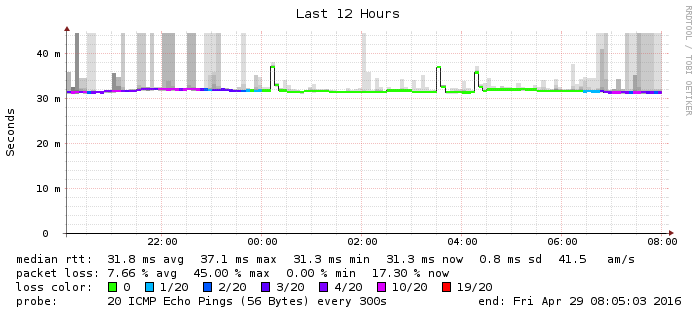 Last 12 Hours
RRDTOOL / TOBI OETIKER
Seconds
40 m
30 m
20 m
10 m
0
22:00 00:00 02:00 04:00 06:00 08:00
median rtt: 31.8 ms avg 37.1 ms max 31.3 ms min 31.3 ms now 0.8 ms sd 41.5 am/s
packet loss: 7.66 % avg 45.00 % max 0.00 % min 17.30 % now
loss color: 0 1/20 2/20 3/20 4/20 10/20 19/20
probe: 20 ICMP Echo Pings (56 Bytes) every 300s end: Fri Apr 29 08:05:03 2016